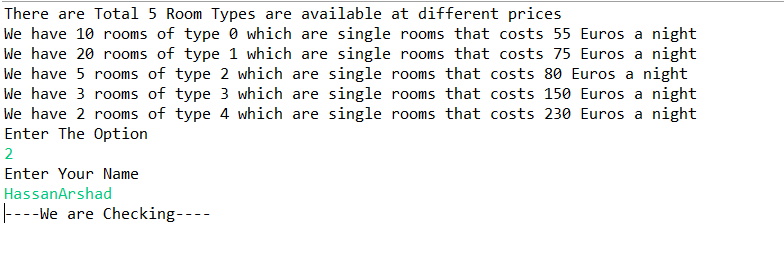 There are Total 5 Room Types are available at different prices
We have 10 rooms of type 0 which are single rooms that costs 55 Euros a night
We have 20 rooms of type 1 which are single rooms that costs 75 Euros a night
We have 5 rooms of type 2 which are single rooms that costs 80 Euros a night
We have 3 rooms of type 3 which are single rooms that costs 150 Euros a night
We have 2 rooms of type 4 which are single rooms that costs 230 Euros a night
Enter The Option
2
Enter Your Name
HassanArshad
----We are Checking----